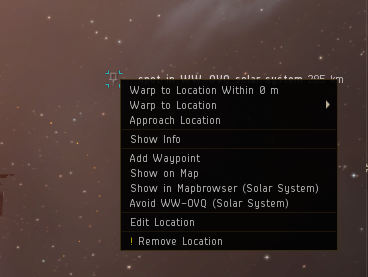 spot in WW-OVQ solar system 295 km
Warp to Location Within 0 m
Warp to Location
Approach Location
Show Info
Add Waypoint
Show on Map
Show in Mapbrowser (Solar System)
Avoid WW-OVQ (Solar System)
Edit Location
! Remove Location